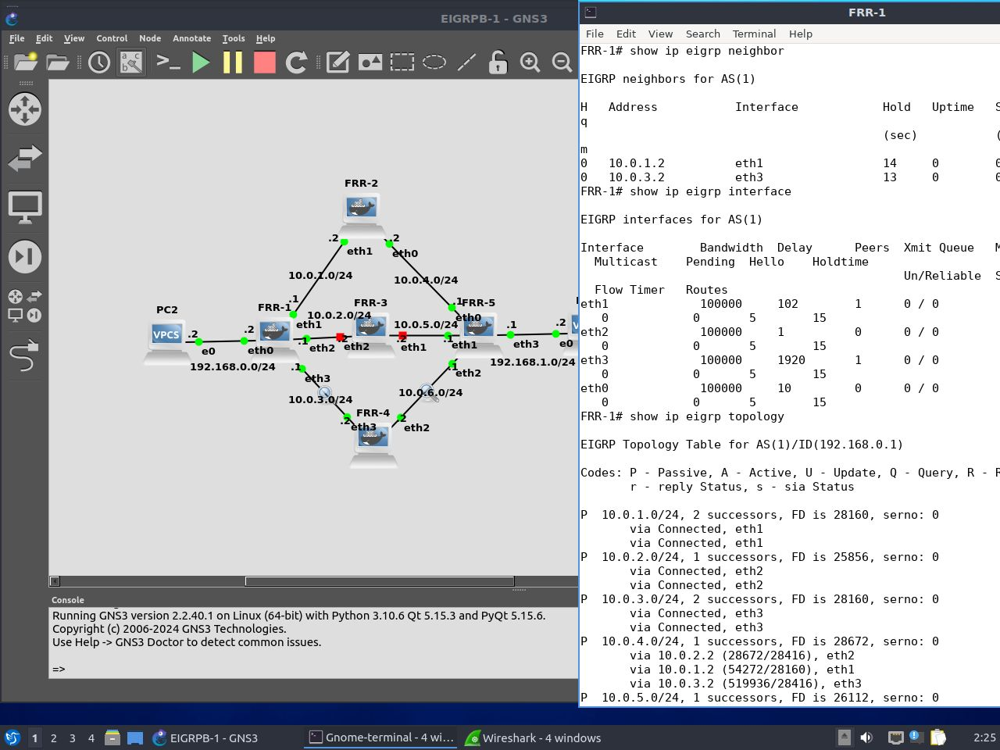 EIGRPB-1 - GNS3
File Edit View Control Node Annotate Tools Help
FRR-2
.2
.2
eth1
eth0
10.0.1.0/24
10.0.4.0/24
.1
.1
PC2
FRR-1
FRR-3
FRR-5
10.0.2.0/24
eth1
10.0.5.0/24
eth0
VPCS
.2
.2
.1
.2
.2
.1
.1
.2
e0
eth0
eth2
eth2
eth1
eth1
eth3
e0
192.168.0.0/24
192.168.1.0/24
.1
.1
eth3
eth2
10.0.3.0/24
10.0.6.0/24
FRR-4
.2
.2
eth3
eth2
Console
Running GNS3 version 2.2.40.1 on Linux (64-bit) with Python 3.10.6 Qt 5.15.3 and PyQt 5.15.6.
Copyright (c) 2006-2024 GNS3 Technologies.
Use Help -> GNS3 Doctor to detect common issues.
=>
FRR-1
File Edit View Search Terminal Help
FRR-1# show ip eigrp neighbor
EIGRP neighbors for AS(1)
H Address Interface Hold Uptime S
q
(sec) (
m
0 10.0.1.2 eth1 14 0 0
0 10.0.3.2 eth3 13 0 0
FRR-1# show ip eigrp interface
EIGRP interfaces for AS(1)
Interface Bandwidth Delay Peers Xmit Queue M
Multicast Pending Hello Holdtime
Un/Reliable S
Flow Timer Routes
eth1 100000 102 1 0 / 0
0 0 5 15
eth2 100000 1 0 0 / 0
0 0 5 15
eth3 100000 1920 1 0 / 0
0 0 5 15
eth0 100000 10 0 0 / 0
0 0 5 15
FRR-1# show ip eigrp topology
EIGRP Topology Table for AS(1)/ID(192.168.0.1)
Codes: P - Passive, A - Active, U - Update, Q - Query, R - R
r - reply Status, s - sia Status
P 10.0.1.0/24, 2 successors, FD is 28160, serno: 0
via Connected, eth1
via Connected, eth1
P 10.0.2.0/24, 1 successors, FD is 25856, serno: 0
via Connected, eth2
via Connected, eth2
P 10.0.3.0/24, 2 successors, FD is 28160, serno: 0
via Connected, eth3
via Connected, eth3
P 10.0.4.0/24, 1 successors, FD is 28672, serno: 0
via 10.0.2.2 (28672/28416), eth2
via 10.0.1.2 (54272/28160), eth1
via 10.0.3.2 (519936/28416), eth3
P 10.0.5.0/24, 1 successors, FD is 26112, serno: 0
1 2 3 4 EIGRPB-1 - GNS3 Gnome-terminal - 4 wi... Wireshark - 4 windows 2:25